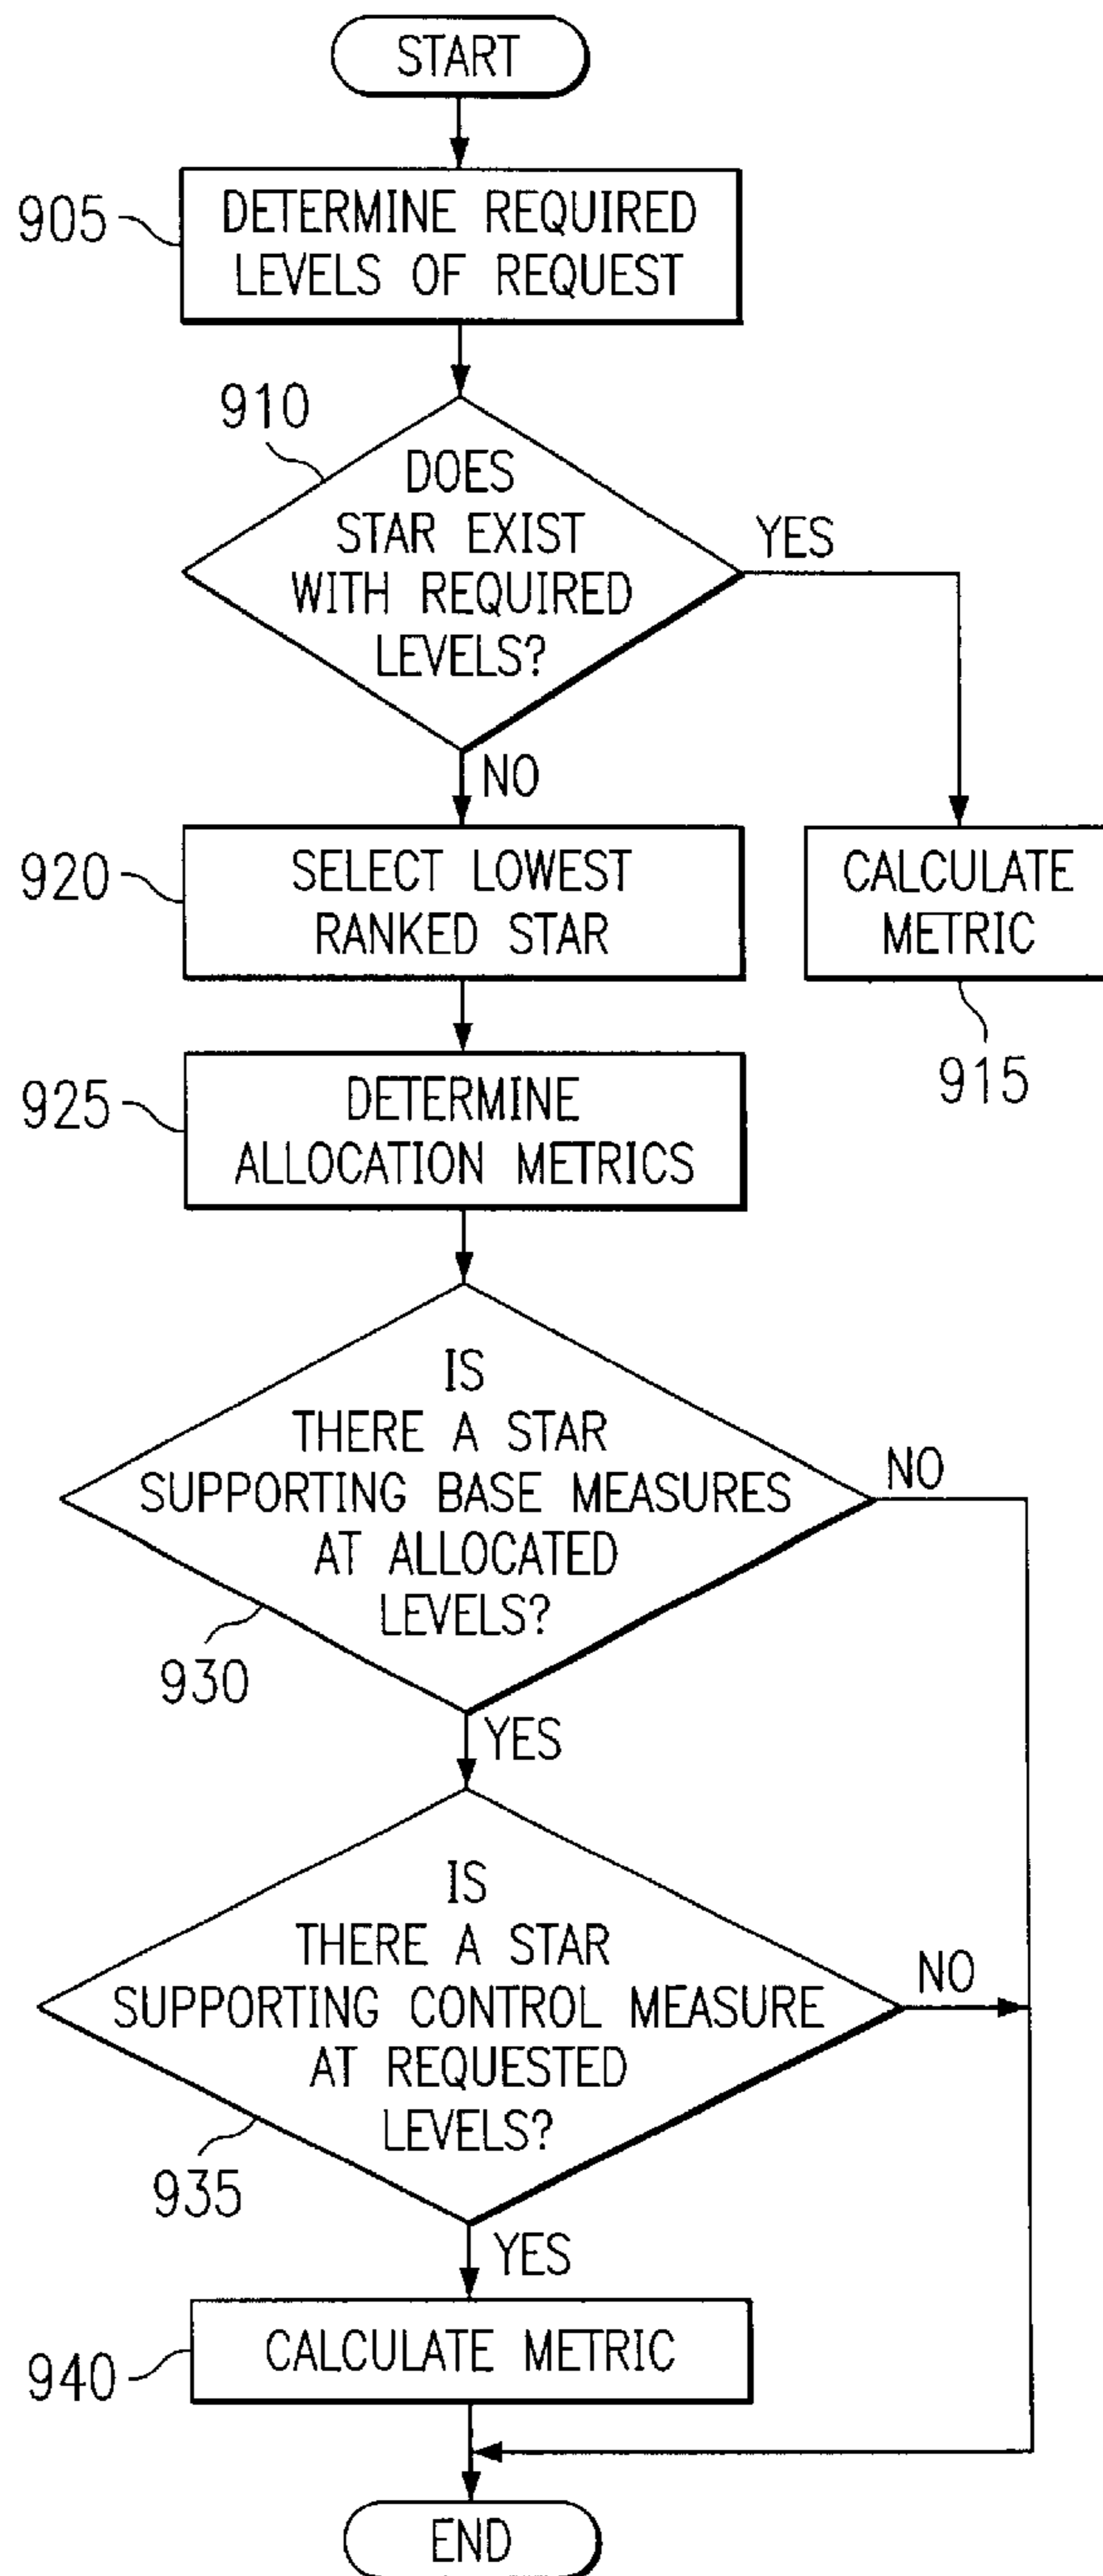 START
905
DETERMINE REQUIRED
LEVELS OF REQUEST
910
DOES
STAR EXIST
WITH REQUIRED
LEVELS?
YES
NO
920
SELECT LOWEST
RANKED STAR
CALCULATE
METRIC
915
925
DETERMINE
ALLOCATION METRICS
IS
THERE A STAR
SUPPORTING BASE MEASURES
AT ALLOCATED
LEVELS?
NO
930
YES
IS
THERE A STAR
SUPPORTING CONTROL MEASURE
AT REQUESTED
LEVELS?
NO
935
YES
940
CALCULATE METRIC
END